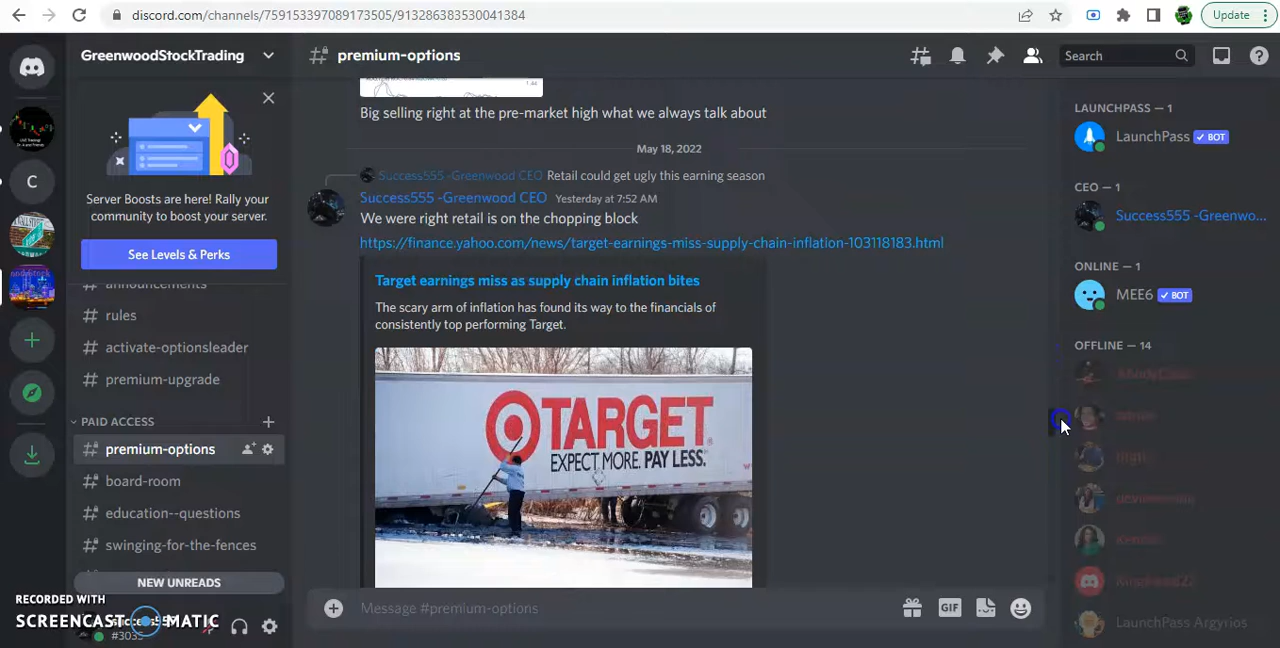 discord.com/channels/759153397089173505/913286383530041384
Update
GreenwoodStockTrading
premium-options
Search
Server Boosts are here! Rally your
community to boost your server.
See Levels & Perks
announcements
rules
activate-optionsleader
premium-upgrade
PAID ACCESS
premium-options
board-room
education--questions
swinging-for-the-fences
NEW UNREADS
RECORDED WITH
SCREENCAST MATIC
Big selling right at the pre-market high what we always talk about
May 18, 2022
Success555 -Greenwood CEO Retail could get ugly this earning season
Success555 -Greenwood CEO Yesterday at 7:52 AM
We were right retail is on the chopping block
https://finance.yahoo.com/news/target-earnings-miss-supply-chain-inflation-103118183.html
Target earnings miss as supply chain inflation bites
The scary arm of inflation has found its way to the financials of
consistently top performing Target.
TARGET
EXPECT MORE. PAY LESS.
Message #premium-options
GIF
LAUNCHPASS — 1
LaunchPass BOT
CEO — 1
Success555 -Greenwo...
ONLINE — 1
MEE6 BOT
OFFLINE — 14
LaunchPass Argyrios